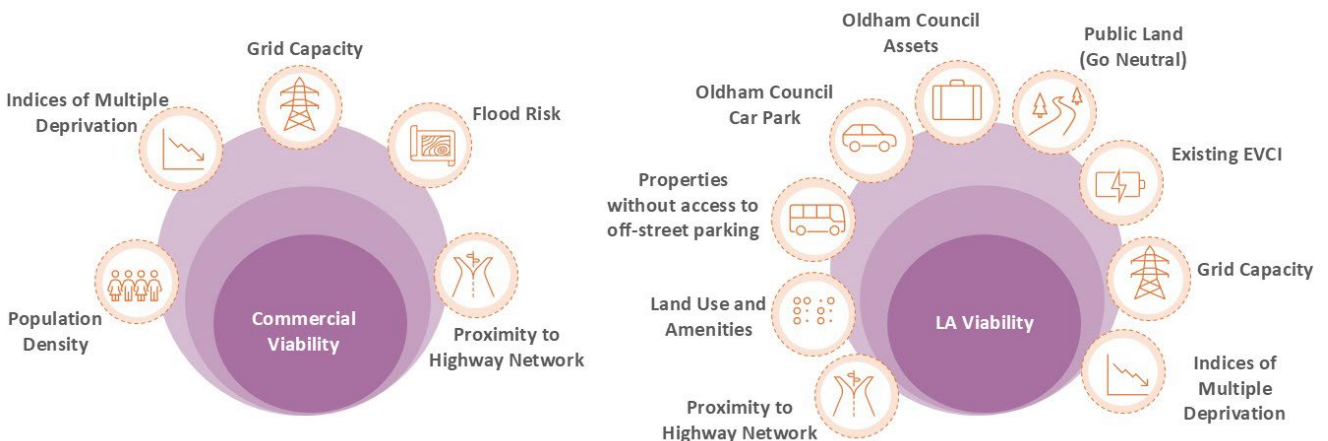 Grid Capacity
Indices of Multiple
Deprivation
Flood Risk
Population
Density
Commercial
Viability
Proximity to
Highway Network
Oldham Council
Assets
Public Land
(Go Neutral)
Oldham Council
Car Park
Existing EVCI
Properties
without access to
off-street parking
Grid Capacity
Land Use and
Amenities
LA Viability
Indices of
Multiple
Deprivation
Proximity to
Highway Network